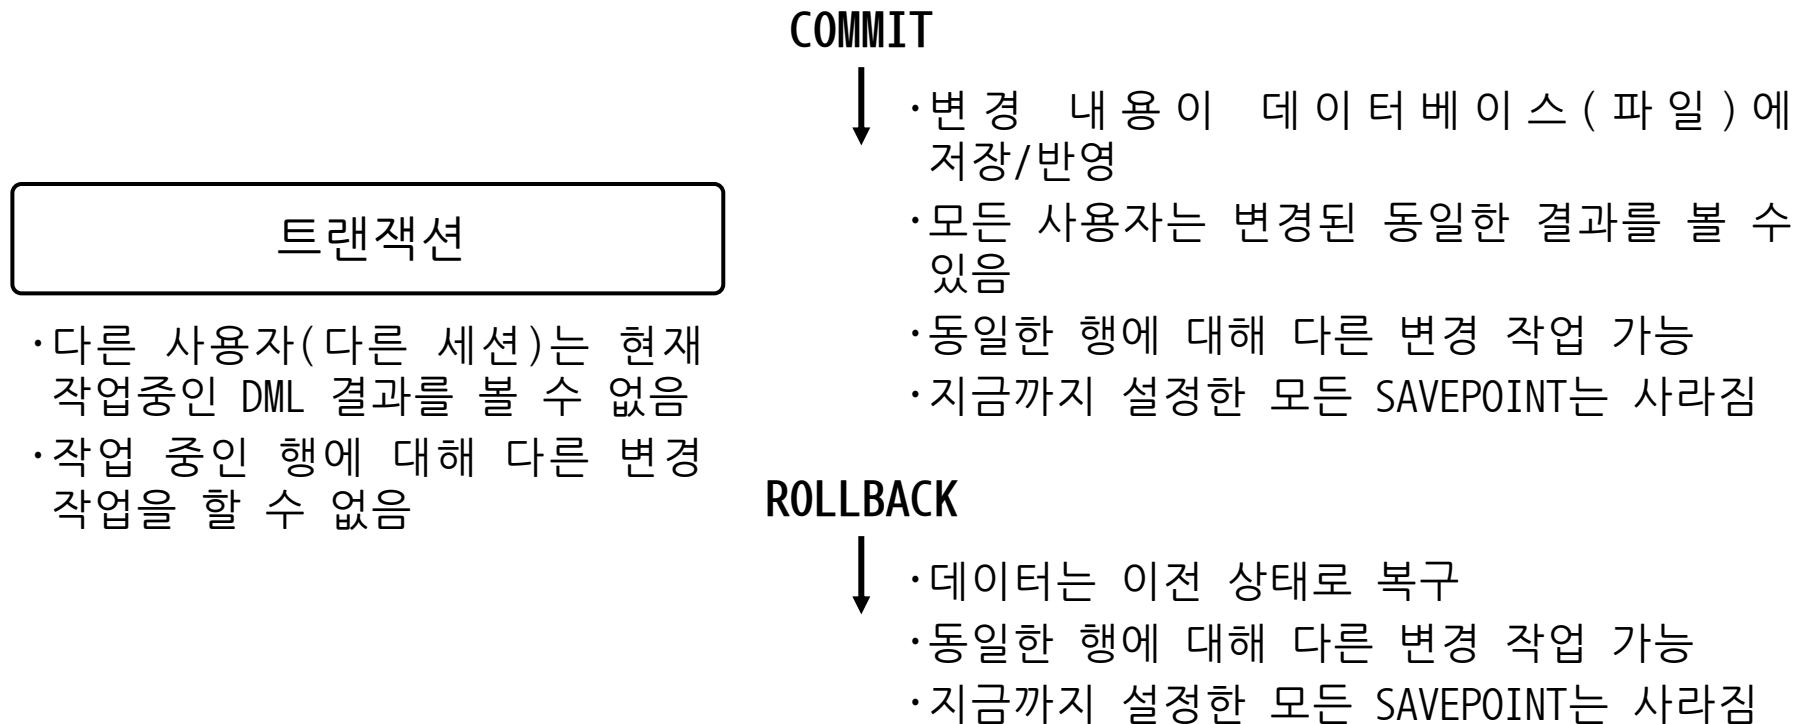 트랜잭션
·다른 사용자(다른 세션)는 현재
작업중인 DML 결과를 볼 수 없음
·작업 중인 행에 대해 다른 변경
작업을 할 수 없음
COMMIT
·변경 내용이 데이터베이스(파일)에
저장/반영
·모든 사용자는 변경된 동일한 결과를 볼 수
있음
·동일한 행에 대해 다른 변경 작업 가능
·지금까지 설정한 모든 SAVEPOINT는 사라짐
ROLLBACK
·데이터는 이전 상태로 복구
·동일한 행에 대해 다른 변경 작업 가능
·지금까지 설정한 모든 SAVEPOINT는 사라짐